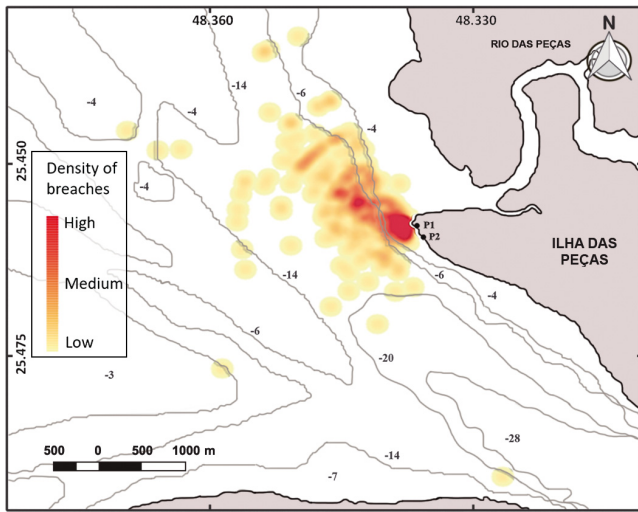 48.360
48.330
N
RIO DAS PEÇAS
-4
-14
-6
-4
-4
25.450
Density of
breaches
High
Medium
Low
-4
P1
P2
ILHA DAS
PEÇAS
-14
-6
-4
-6
25.475
-3
-20
-28
500 0 500 1000 m
-14
-7